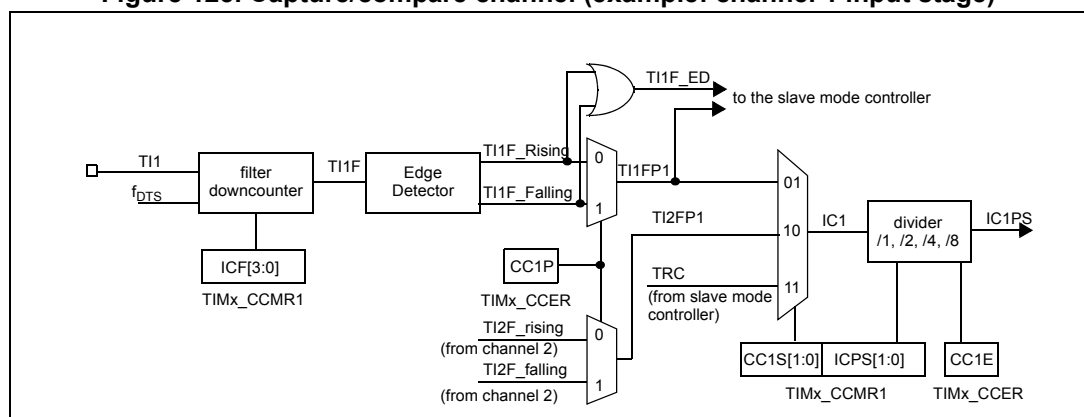 Figure 126. Capture/compare channel (example: channel 1 input stage)
TI1F_ED
to the slave mode controller
TI1
f_DTS
filter
downcounter
TI1F
Edge
Detector
TI1F_Rising
TI1F_Falling
0
1
TI1FP1
01
TI2FP1
10
IC1
divider
/1, /2, /4, /8
IC1PS
ICF[3:0]
TIMx_CCMR1
CC1P
TIMx_CCER
TRC
11
(from slave mode
controller)
TI2F_rising
0
(from channel 2)
TI2F_falling
1
(from channel 2)
CC1S[1:0]
ICPS[1:0]
CC1E
TIMx_CCMR1
TIMx_CCER